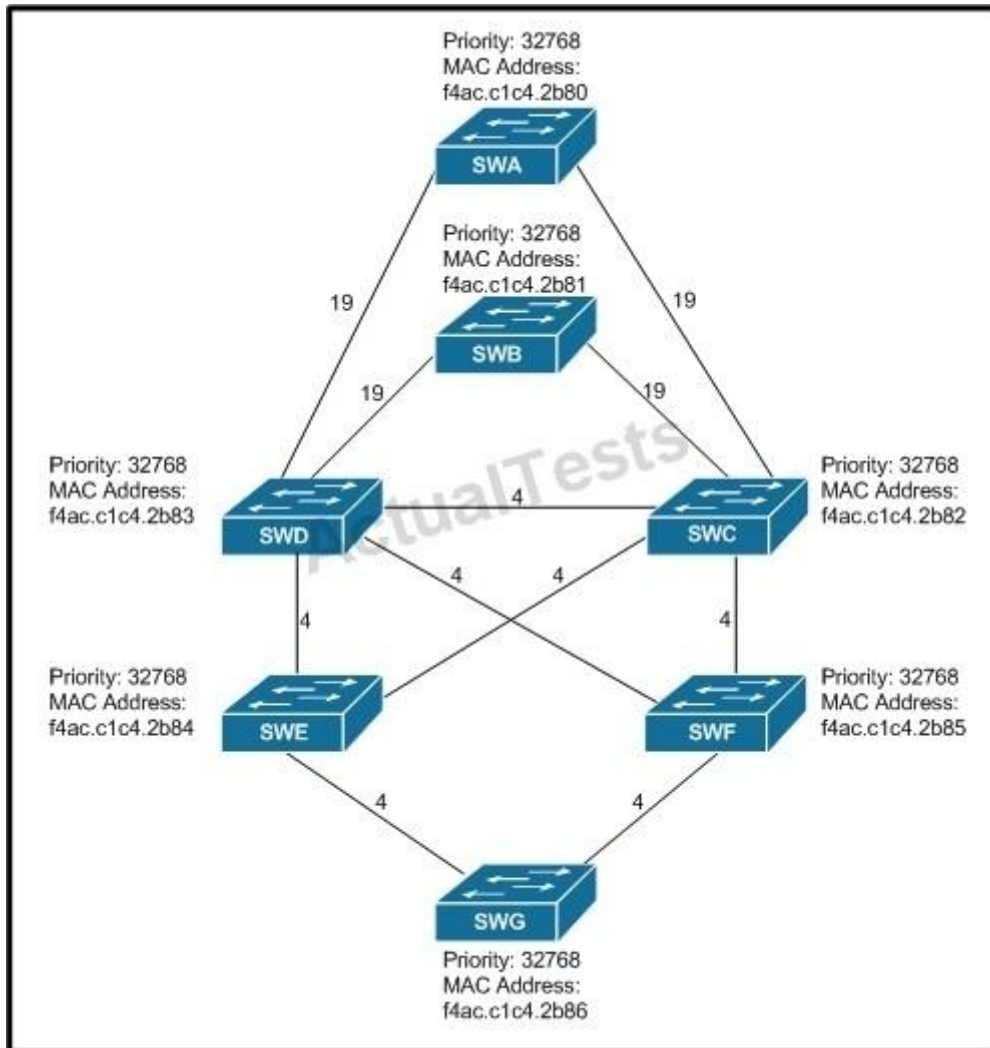 Priority: 32768
MAC Address:
f4ac.c1c4.2b80
SWA
Priority: 32768
MAC Address:
f4ac.c1c4.2b81
19
19
SWB
19
19
Priority: 32768
MAC Address:
f4ac.c1c4.2b83
SWD
ActualTests
4
Priority: 32768
MAC Address:
f4ac.c1c4.2b82
SWC
4
4
4
4
Priority: 32768
MAC Address:
f4ac.c1c4.2b84
SWE
Priority: 32768
MAC Address:
f4ac.c1c4.2b85
SWF
4
4
SWG
Priority: 32768
MAC Address:
f4ac.c1c4.2b86